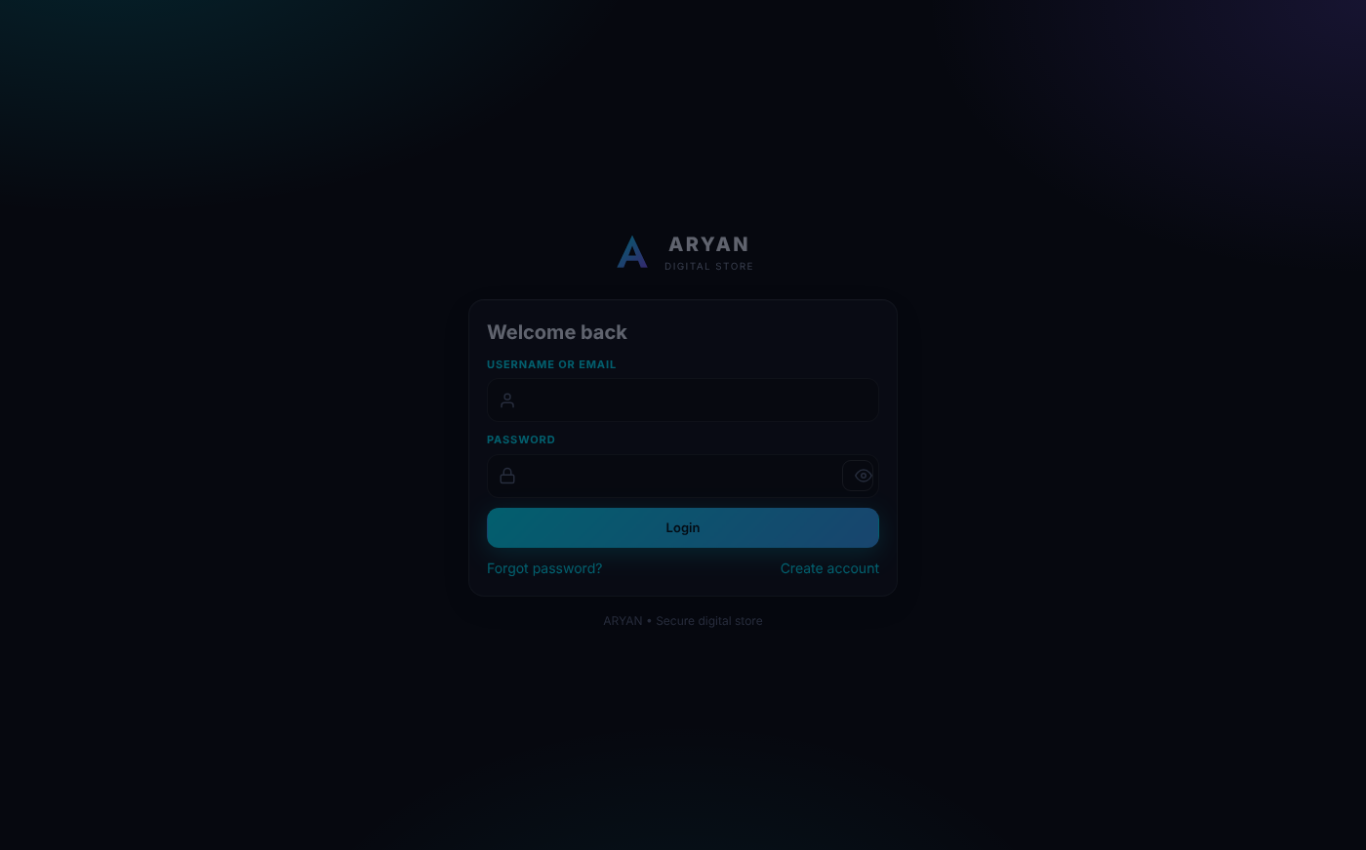 ARYAN
DIGITAL STORE
Welcome back
USERNAME OR EMAIL
PASSWORD
Login
Forgot password? Create account
ARYAN • Secure digital store